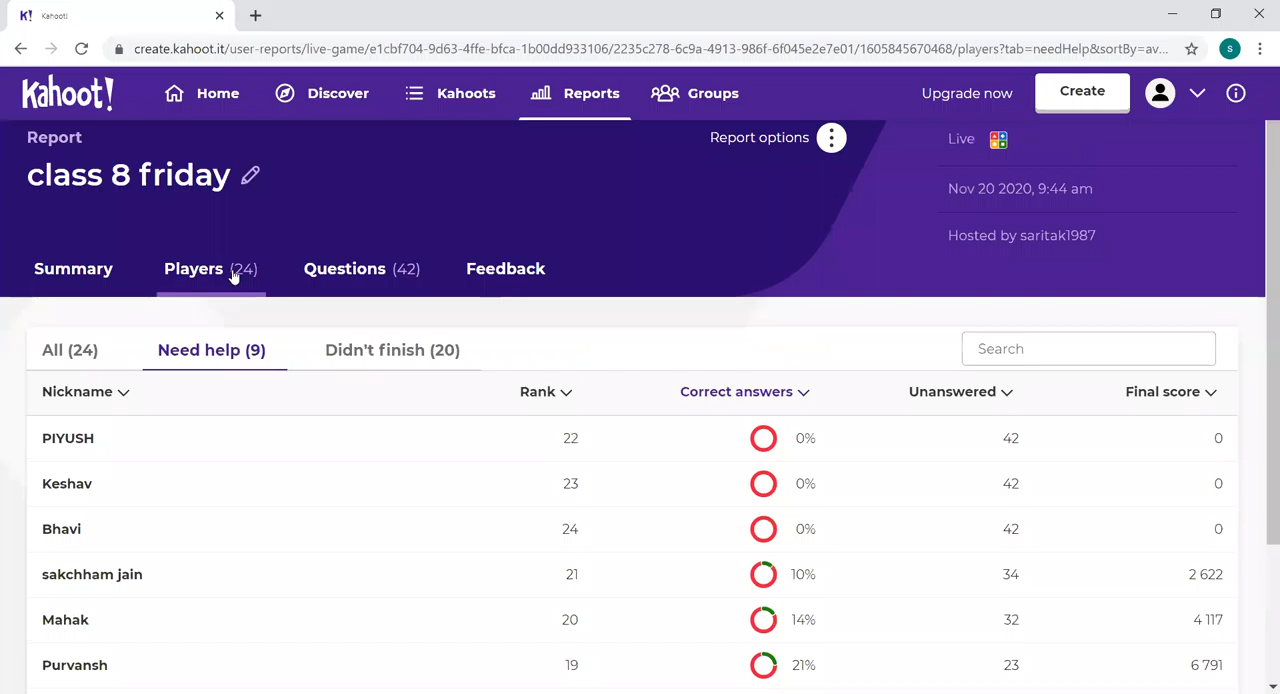 K! Kahoot!
create.kahoot.it/user-reports/live-game/e1cbf704-9d63-4ffe-bfca-1b00dd933106/2235c278-6c9a-4913-986f-6f045e2e7e01/1605845670468/players?tab=needHelp&sortBy=av... S
Kahoot! Home Discover Kahoots Reports Groups Upgrade now Create
Report Report options Live
class 8 friday
Nov 20 2020, 9:44 am
Hosted by saritak1987
Summary Players (24) Questions (42) Feedback
All (24) Need help (9) Didn't finish (20) Search
Nickname Rank Correct answers Unanswered Final score
PIYUSH 22 0% 42 0
Keshav 23 0% 42 0
Bhavi 24 0% 42 0
sakchham jain 21 10% 34 2 622
Mahak 20 14% 32 4 117
Purvansh 19 21% 23 6 791